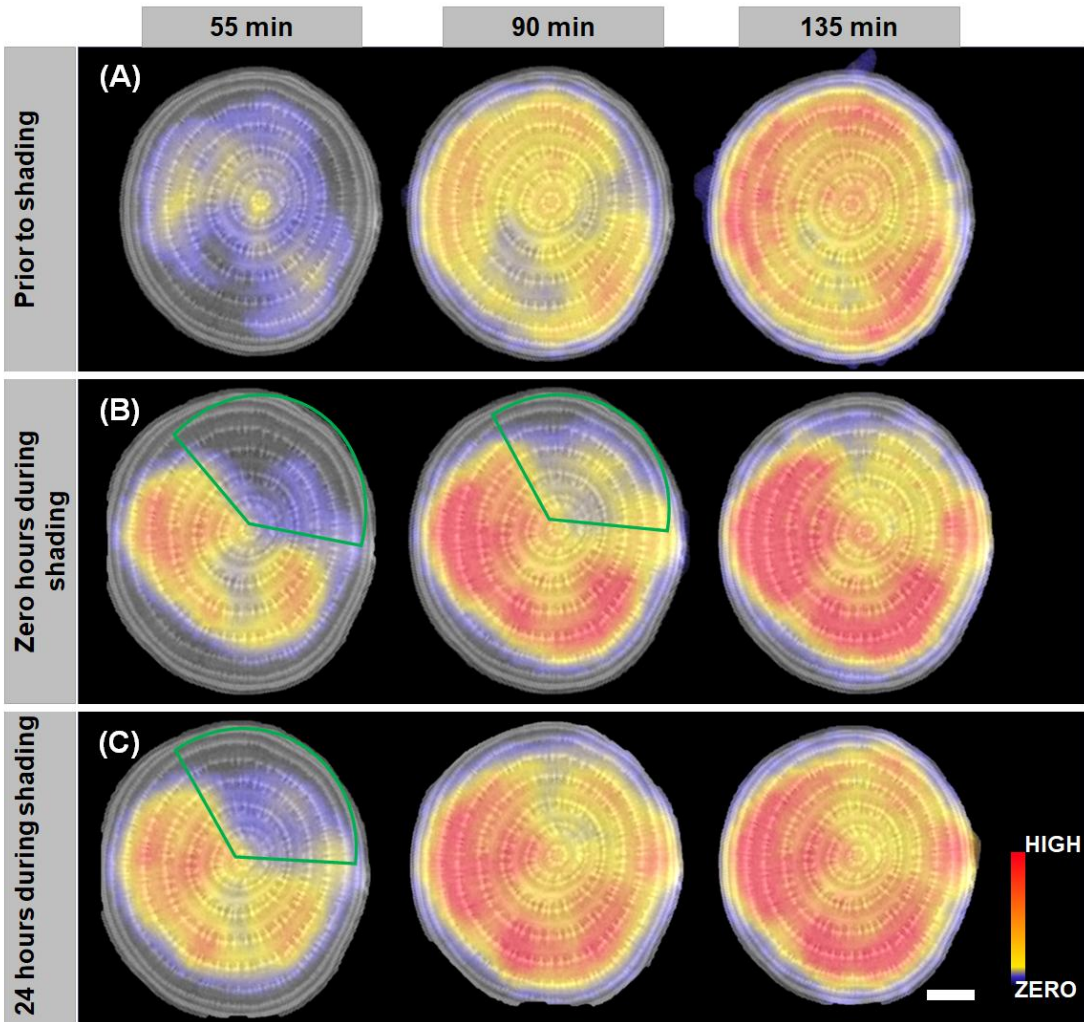 55 min
90 min
135 min
Prior to shading
(A)
Zero hours during
shading
(B)
24 hours during shading
(C)
HIGH
ZERO